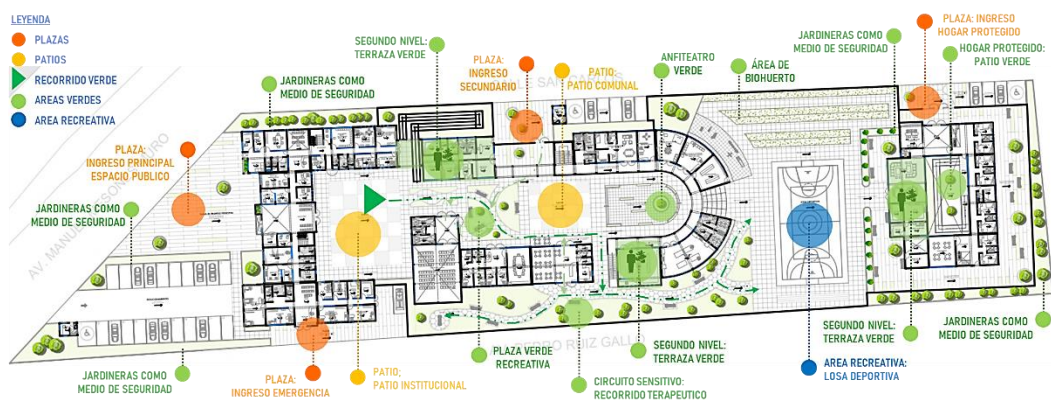 LEYENDA
PLAZAS
PATIOS
RECORRIDO VERDE
AREAS VERDES
AREA RECREATIVA
SEGUNDO NIVEL:
TERRAZA VERDE
JARDINERAS COMO
MEDIO DE SEGURIDAD
PLAZA:
INGRESO
SECUNDARIO
PATIO:
PATIO COMUNAL
ANFITEATRO
VERDE
ÁREA DE
BIOHUERTO
JARDINERAS COMO
MEDIO DE SEGURIDAD
PLAZA: INGRESO
HOGAR PROTEGIDO
HOGAR PROTEGIDO:
PATIO VERDE
PLAZA:
INGRESO PRINCIPAL
ESPACIO PUBLICO
JARDINERAS COMO
MEDIO DE SEGURIDAD
JARDINERAS COMO
MEDIO DE SEGURIDAD
PLAZA:
INGRESO EMERGENCIA
PATIO;
PATIO INSTITUCIONAL
PLAZA VERDE
RECREATIVA
PEDRO RUIZ GALLO
CIRCUITO SENSITIVO:
RECORRIDO TERAPEUTICO
SEGUNDO NIVEL:
TERRAZA VERDE
AREA RECREATIVA:
LOSA DEPORTIVA
SEGUNDO NIVEL:
TERRAZA VERDE
JARDINERAS COMO
MEDIO DE SEGURIDAD